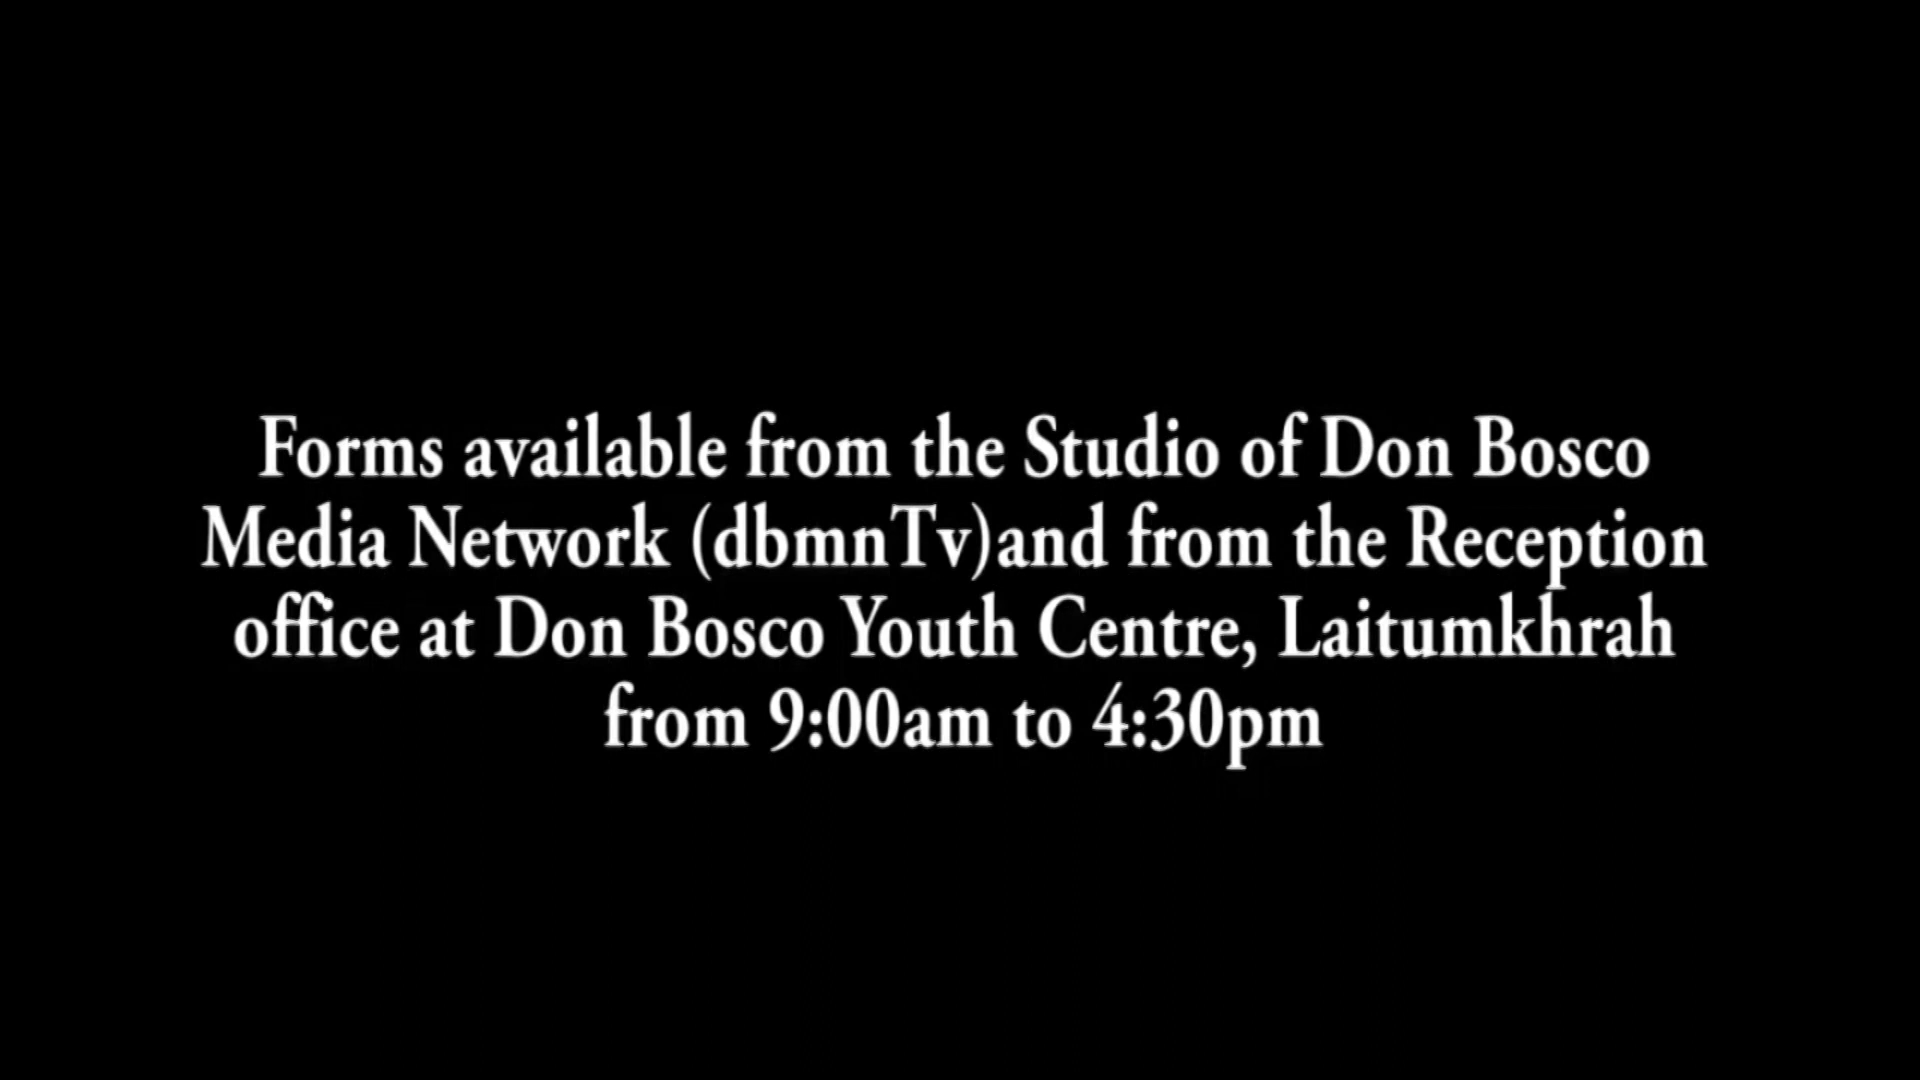 Forms available from the Studio of Don Bosco
Media Network (dbmnTv)and from the Reception
office at Don Bosco Youth Centre, Laitumkhrah
from 9:00am to 4:30pm